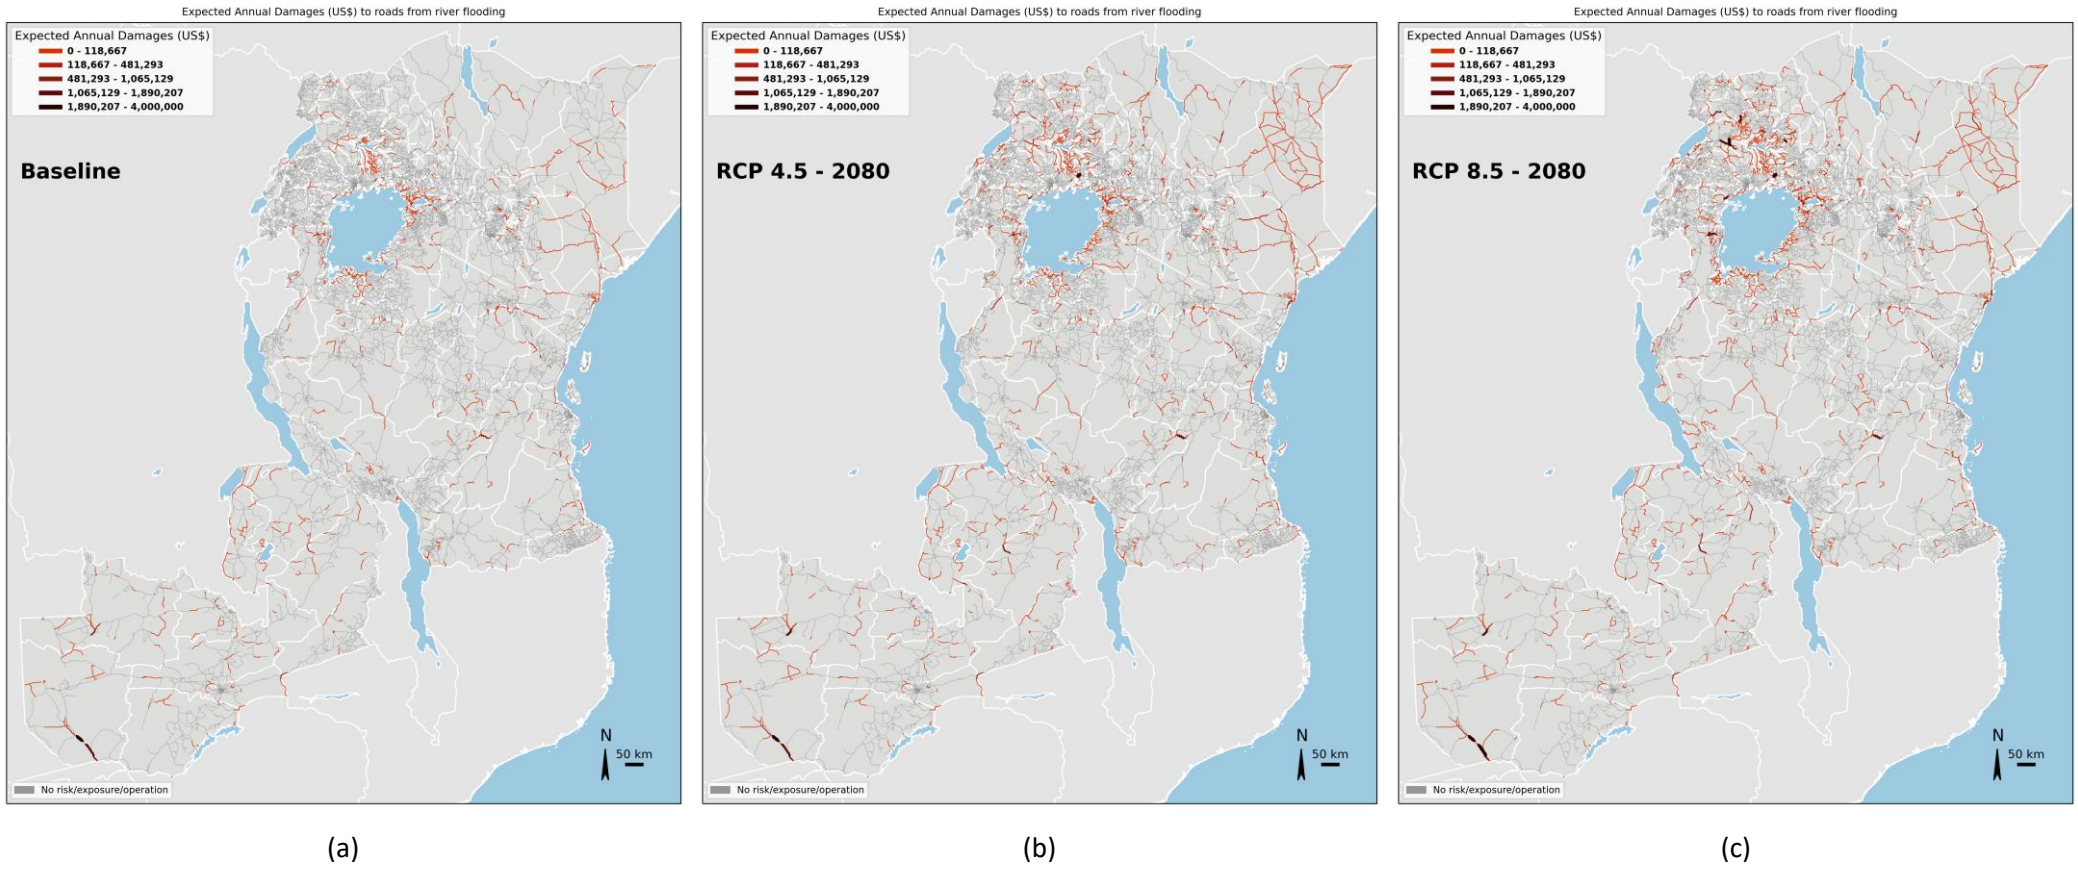 Expected Annual Damages (US$) to roads from river flooding
Expected Annual Damages (US$)
0 - 118,667
118,667 - 481,293
481,293 - 1,065,129
1,065,129 - 1,890,207
1,890,207 - 4,000,000
Baseline
N
50 km
No risk/exposure/operation
(a)
Expected Annual Damages (US$) to roads from river flooding
Expected Annual Damages (US$)
0 - 118,667
118,667 - 481,293
481,293 - 1,065,129
1,065,129 - 1,890,207
1,890,207 - 4,000,000
RCP 4.5 - 2080
N
50 km
No risk/exposure/operation
(b)
Expected Annual Damages (US$) to roads from river flooding
Expected Annual Damages (US$)
0 - 118,667
118,667 - 481,293
481,293 - 1,065,129
1,065,129 - 1,890,207
1,890,207 - 4,000,000
RCP 8.5 - 2080
N
50 km
No risk/exposure/operation
(c)